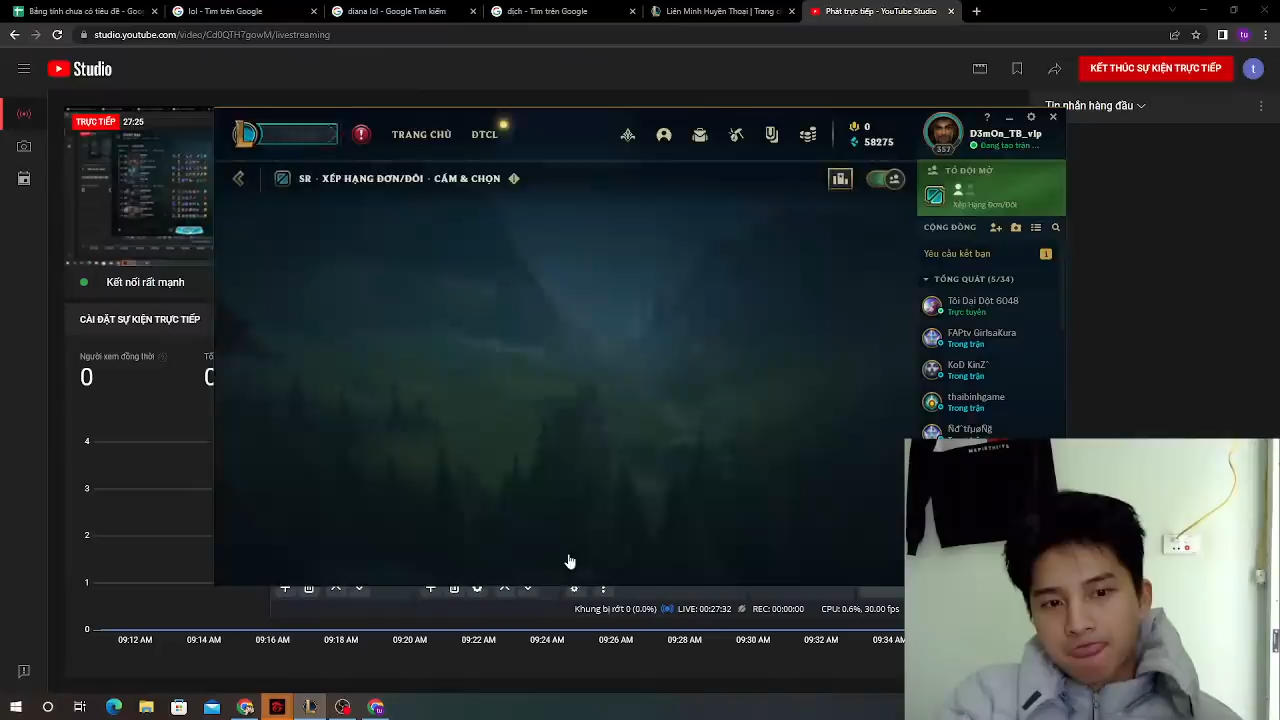 Bảng tính chưa có tiêu đề - Goo
lol - Tìm trên Google
diana lol - Google Tìm kiếm
dịch - Tìm trên Google
Liên Minh Huyền Thoại | Trang c
Phát trực tiếp - YouTube Studio
studio.youtube.com/video/Cd0QTH7gowM/livestreaming
tu
Studio
KẾT THÚC SỰ KIỆN TRỰC TIẾP
t
TRỰC TIẾP 27:25
Tin nhắn hàng đầu
TRANG CHỦ
ĐTCL
0
58275
357
D3mOn_TB_vlp
Đang tạo trận ...
SR · XẾP HẠNG ĐƠN/ĐÔI · CẤM & CHỌN
TỔ ĐỘI MỞ
Xếp Hạng Đơn/Đôi
CỘNG ĐỒNG
Yêu cầu kết bạn
1
TỔNG QUÁT (5/34)
Tôi Dại Dột 6048
Trực tuyến
FAPtv GirlsaKura
Trong trận
KoD KinZ^
Trong trận
thaibinhgame
Trong trận
Kết nối rất mạnh
CÀI ĐẶT SỰ KIỆN TRỰC TIẾP
Người xem đồng thời
0
4
3
2
1
0
Khung bị rớt 0 (0.0%)
LIVE: 00:27:32
REC: 00:00:00
CPU: 0.6%, 30.00 fps
09:12 AM
09:14 AM
09:16 AM
09:18 AM
09:20 AM
09:22 AM
09:24 AM
09:26 AM
09:28 AM
09:30 AM
09:32 AM
09:34 AM